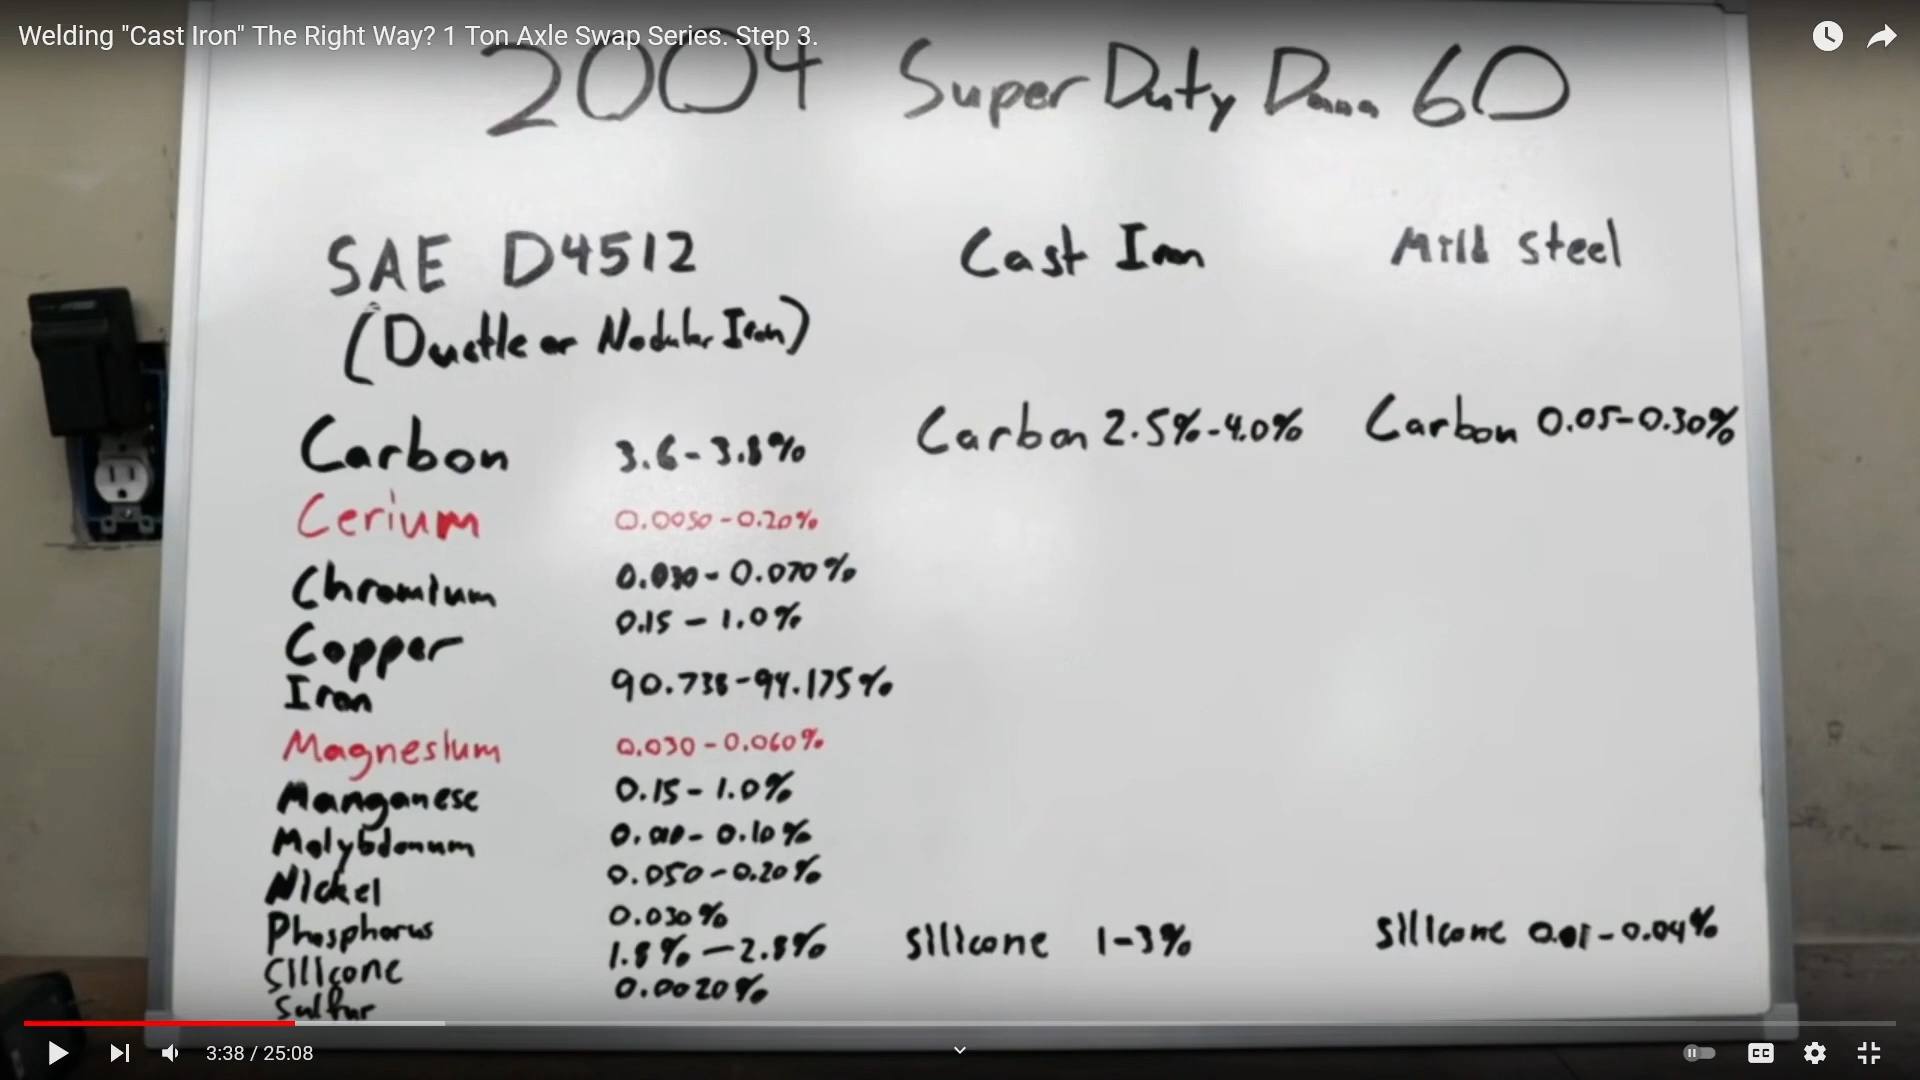 Welding "Cast Iron" The Right Way? 1 Ton Axle Swap Series. Step 3.
2004 Super Duty Dana 60
SAE D4512 Cast Iron Mild Steel
(Ductle or Nodular Iron)
Carbon 3.6-3.8% Carbon 2.5%-4.0% Carbon 0.05-0.30%
Cerium 0.0050-0.20%
Chromium 0.030-0.070%
Copper 0.15-1.0%
Iron 90.738-94.175%
Magnesium 0.030-0.060%
Manganese 0.15-1.0%
Molybdenum 0.010-0.10%
Nickel 0.050-0.20%
Phosphorus 0.030%
Silicone 1.8%-2.8% Silicone 1-3% Silicone 0.01-0.04%
Sulfur 0.0020%
3:38 / 25:08
CC